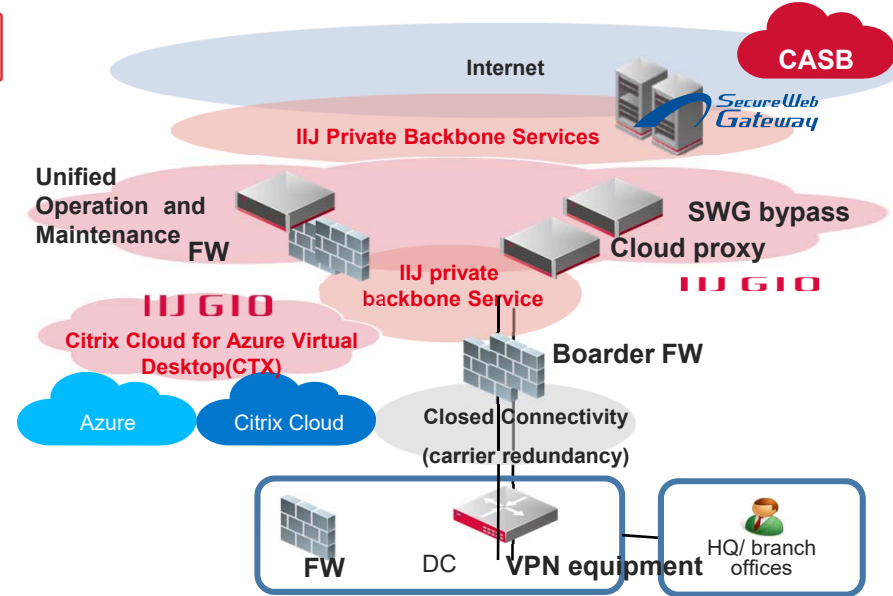 CASB
Internet
SecureWeb
Gateway
IIJ Private Backbone Services
Unified
Operation and
Maintenance
FW
SWG bypass
Cloud proxy
IIJ GIO
IIJ private
backbone Service
IIJ GIO
Citrix Cloud for Azure Virtual
Desktop(CTX)
Boarder FW
Azure
Citrix Cloud
Closed Connectivity
(carrier redundancy)
FW
DC
VPN equipment
HQ/ branch
offices